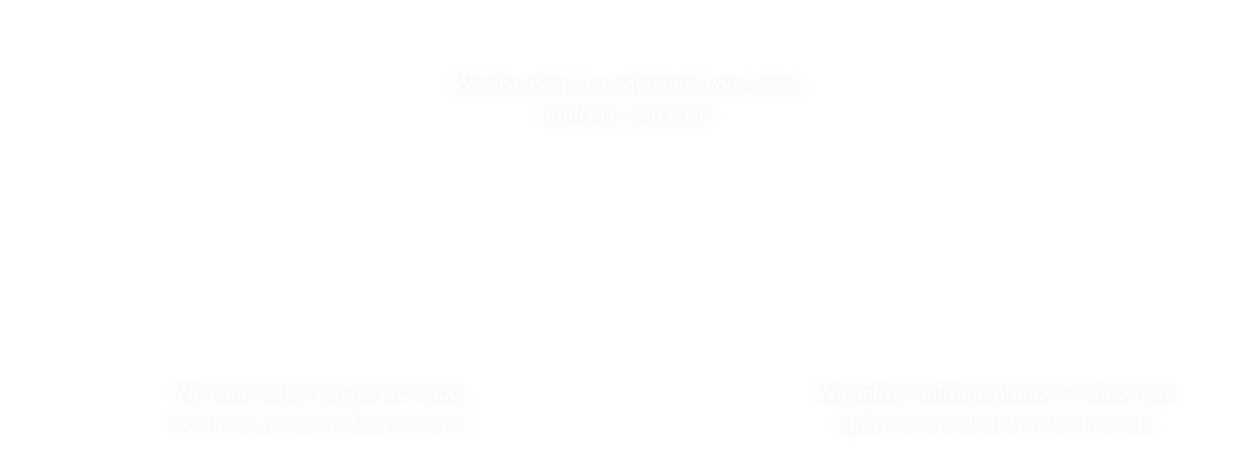 We dive deep to understand your vision,
audience, and goals.
We hand-select the perfect shots,
locations, and mood for your story.
We deliver polished photos & videos that
captivate and cherish your moments.